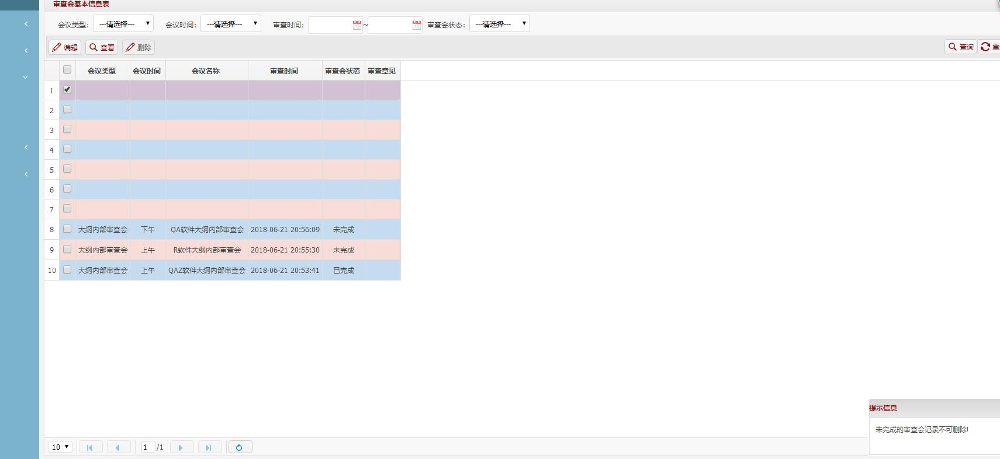 审查会基本信息表
会议类型: ---请选择--- 会议时间: ---请选择--- 审查时间: ~ 审查会状态: ---请选择---
编辑 查看 删除 查询
会议类型 会议时间 会议名称 审查时间 审查会状态 审查意见
1
2
3
4
5
6
7
8 大纲内部审查会 下午 QA软件大纲内部审查会 2018-06-21 20:56:09 未完成
9 大纲内部审查会 上午 R软件大纲内部审查会 2018-06-21 20:55:30 未完成
10 大纲内部审查会 上午 QAZ软件大纲内部审查会 2018-06-21 20:53:41 已完成
提示信息
未完成的审查会记录不可删除!
10 1 /1